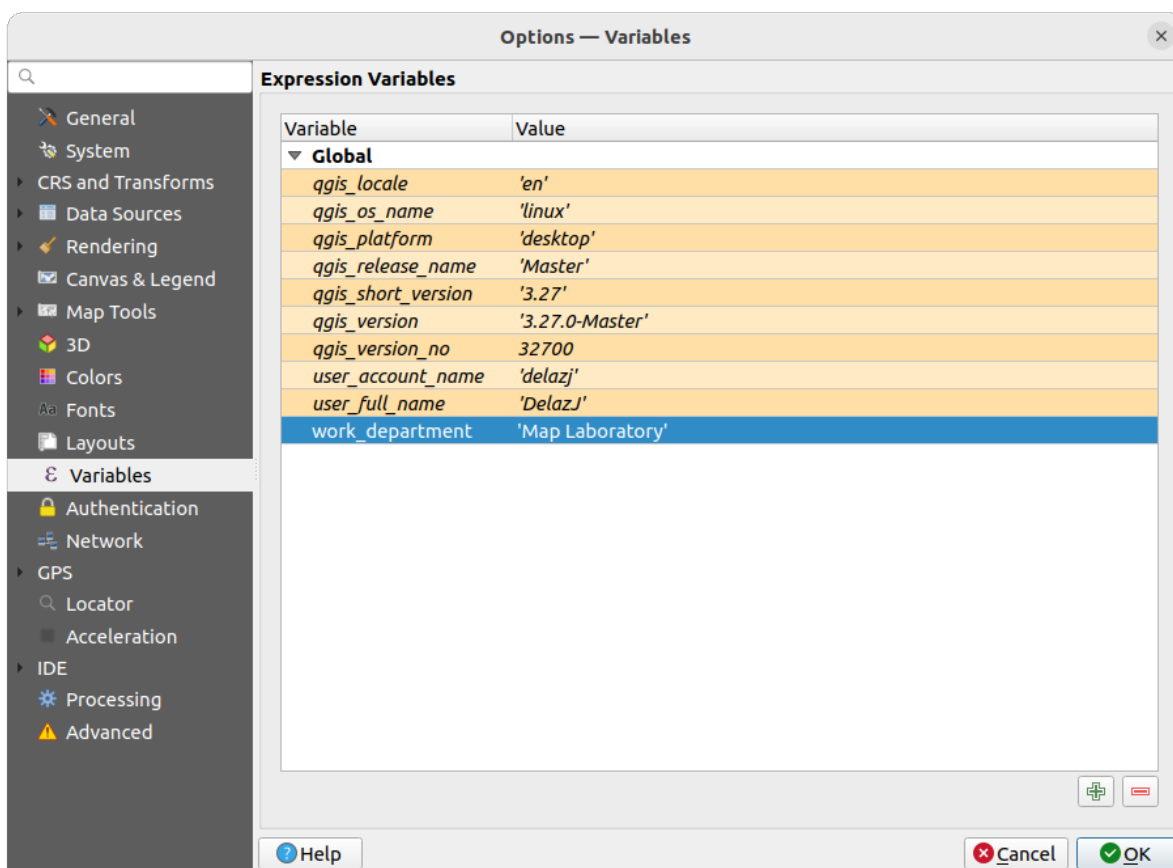 Options — Variables
General
System
CRS and Transforms
Data Sources
Rendering
Canvas & Legend
Map Tools
3D
Colors
Aa Fonts
Layouts
ε Variables
Authentication
Network
GPS
Locator
Acceleration
IDE
Processing
Advanced
Expression Variables
Variable Value
Global
qgis_locale 'en'
qgis_os_name 'linux'
qgis_platform 'desktop'
qgis_release_name 'Master'
qgis_short_version '3.27'
qgis_version '3.27.0-Master'
qgis_version_no 32700
user_account_name 'delazj'
user_full_name 'DelazJ'
work_department 'Map Laboratory'
Help Cancel OK